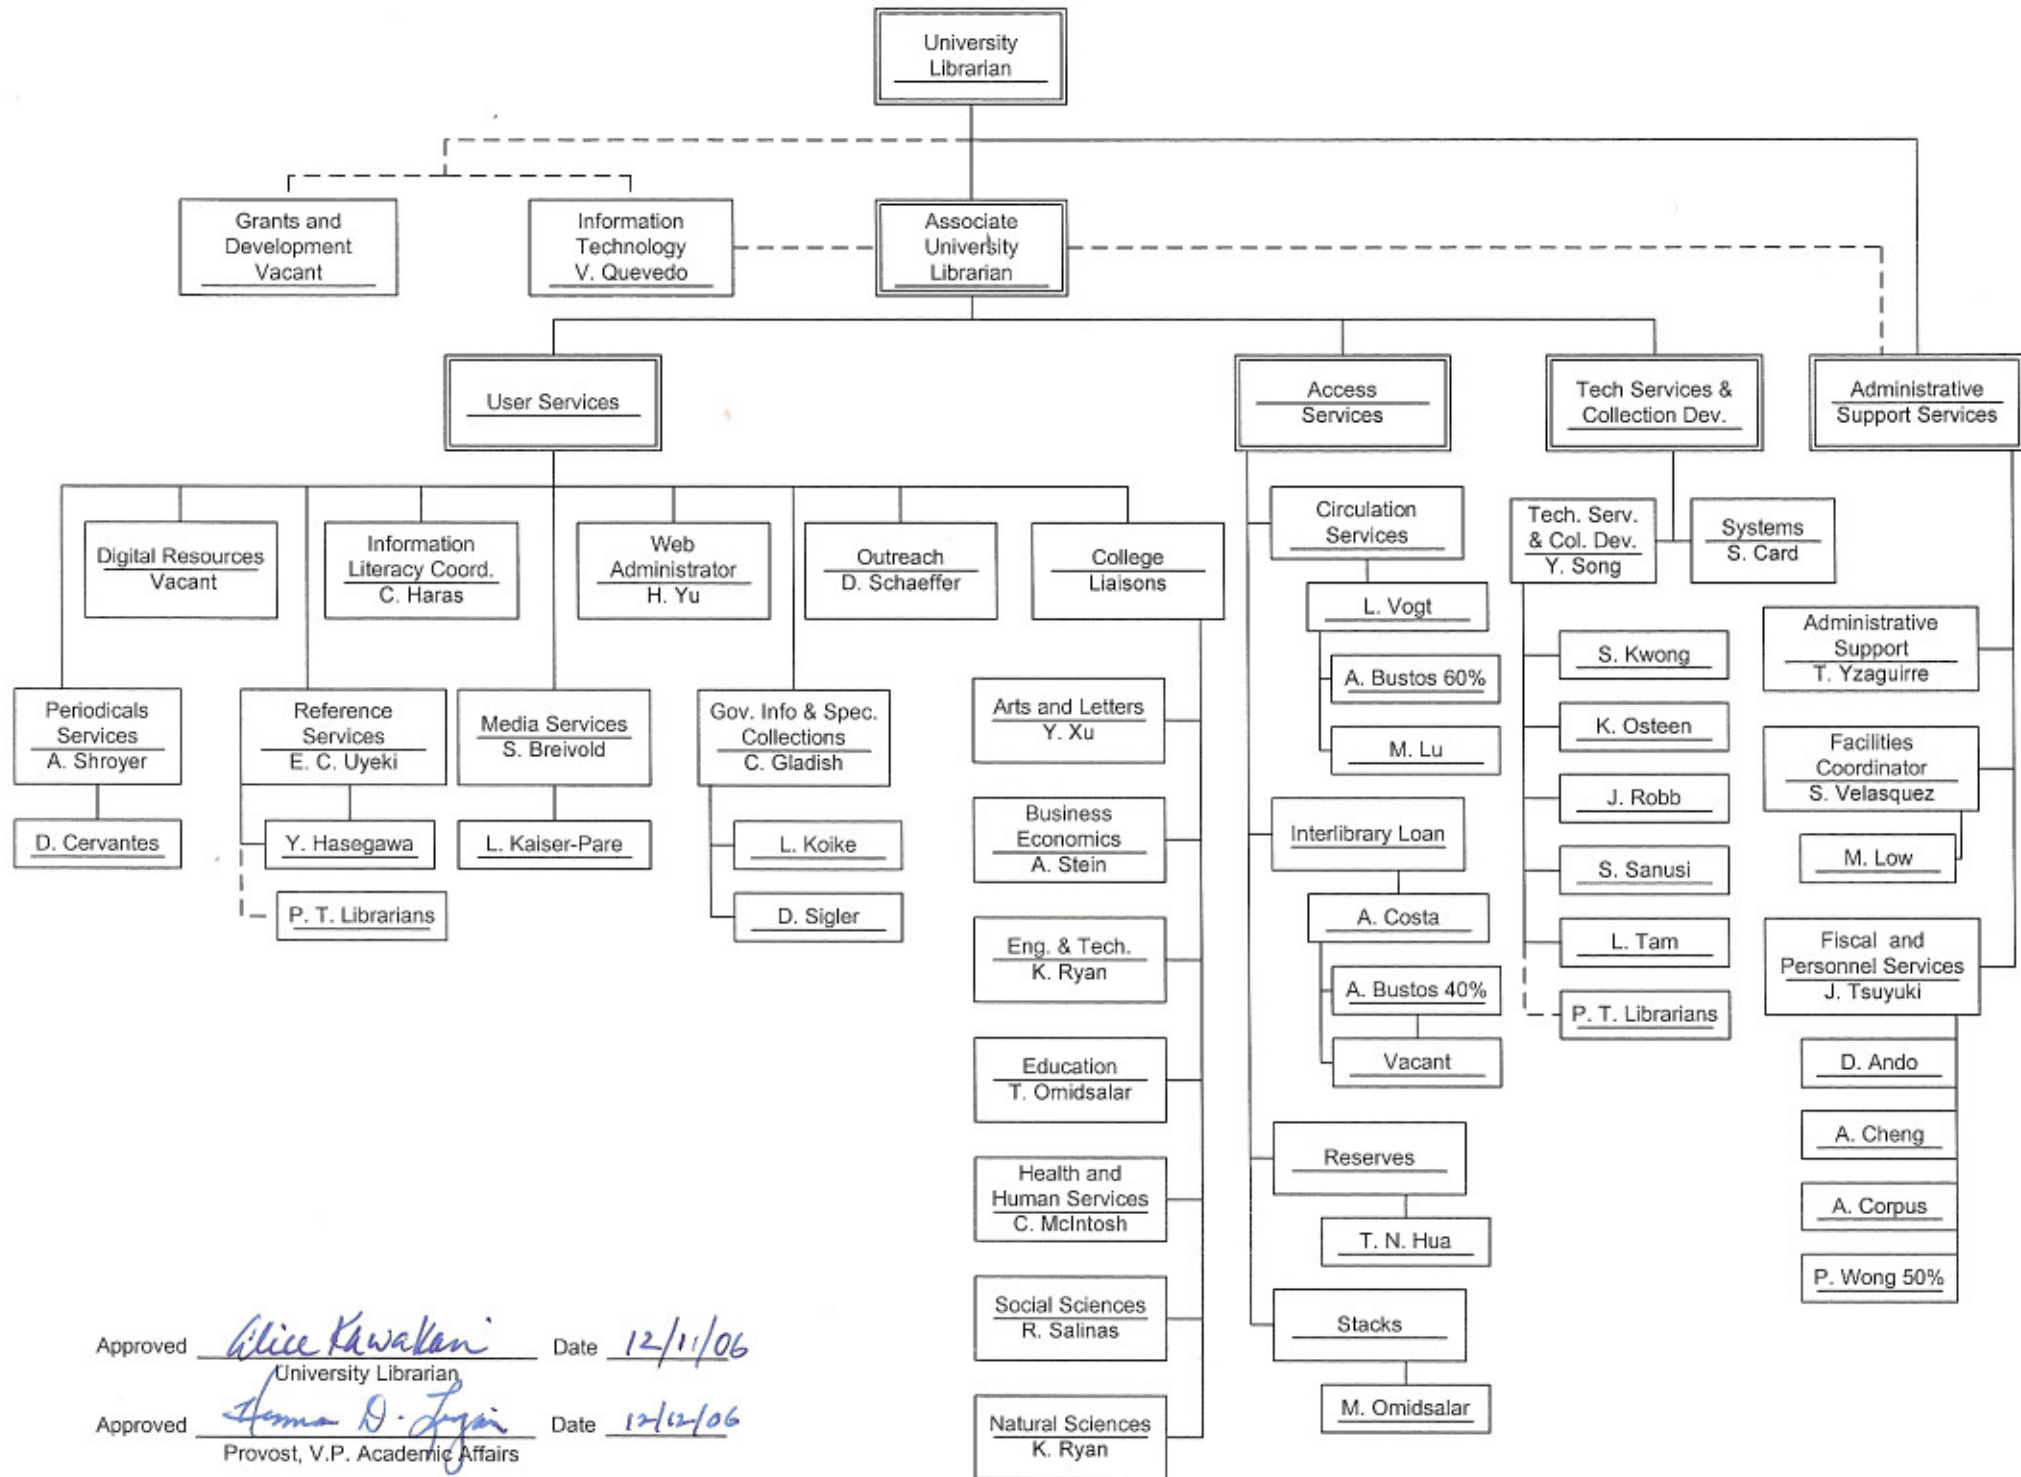 University
Librarian
Grants and
Development
Vacant
Information
Technology
V. Quevedo
Associate
University
Librarian
User Services
Access
Services
Tech Services &
Collection Dev.
Administrative
Support Services
Digital Resources
Vacant
Information
Literacy Coord.
C. Haras
Web
Administrator
H. Yu
Outreach
D. Schaeffer
College
Liaisons
Periodicals
Services
A. Shroyer
D. Cervantes
Reference
Services
E. C. Uyeki
Y. Hasegawa
P. T. Librarians
Media Services
S. Breivold
L. Kaiser-Pare
Gov. Info & Spec.
Collections
C. Gladish
L. Koike
D. Sigler
Arts and Letters
Y. Xu
Business
Economics
A. Stein
Eng. & Tech.
K. Ryan
Education
T. Omidsalar
Health and
Human Services
C. McIntosh
Social Sciences
R. Salinas
Natural Sciences
K. Ryan
Circulation
Services
L. Vogt
A. Bustos 60%
M. Lu
Interlibrary Loan
A. Costa
A. Bustos 40%
Vacant
Reserves
T. N. Hua
Stacks
M. Omidsalar
Tech. Serv.
& Col. Dev.
Y. Song
Systems
S. Card
S. Kwong
K. Osteen
J. Robb
S. Sanusi
L. Tam
P. T. Librarians
Administrative
Support
T. Yzaguirre
Facilities
Coordinator
S. Velasquez
M. Low
Fiscal and
Personnel Services
J. Tsuyuki
D. Ando
A. Cheng
A. Corpus
P. Wong 50%
Approved Alice Kawakami Date 12/11/06
University Librarian
Approved D. Date 12/12/06
Provost, V.P. Academic Affairs